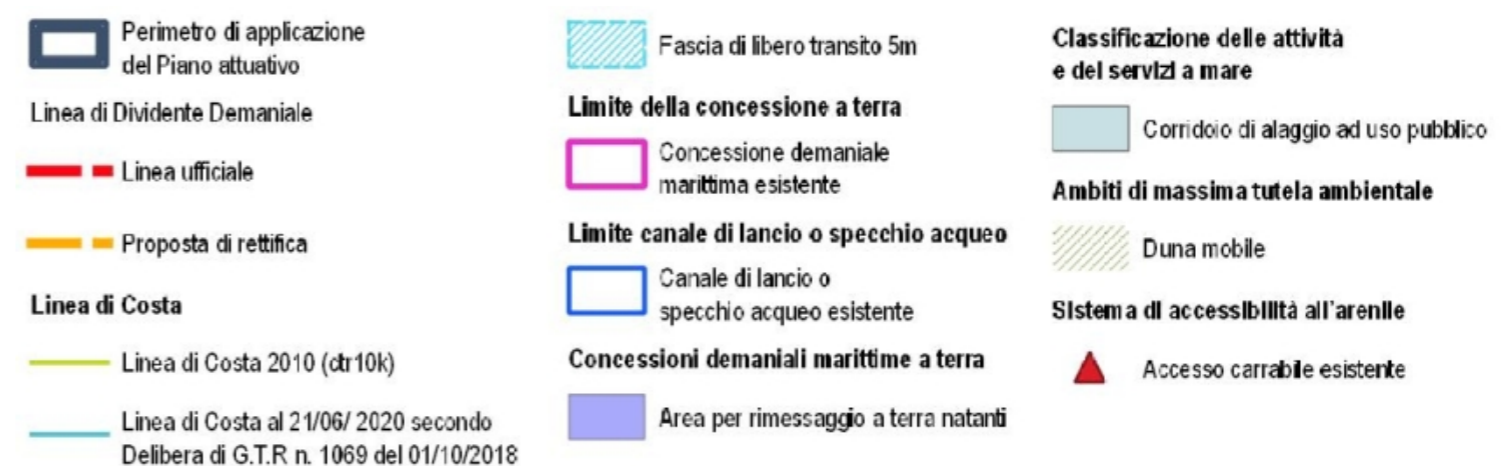 Perimetro di applicazione
del Piano attuativo
Linea di Dividente Demaniale
Linea ufficiale
Proposta di rettifica
Linea di Costa
Linea di Costa 2010 (ctr10k)
Linea di Costa al 21/06/ 2020 secondo
Delibera di G.T.R n. 1069 del 01/10/2018
Fascia di libero transito 5m
Limite della concessione a terra
Concessione demaniale
marittima esistente
Limite canale di lancio o specchio acqueo
Canale di lancio o
specchio acqueo esistente
Concessioni demaniali marittime a terra
Area per rimessaggio a terra natanti
Classificazione delle attività
e dei servizi a mare
Corridoio di alaggio ad uso pubblico
Ambiti di massima tutela ambientale
Duna mobile
Sistema di accessibilità all'arenile
Accesso carrabile esistente